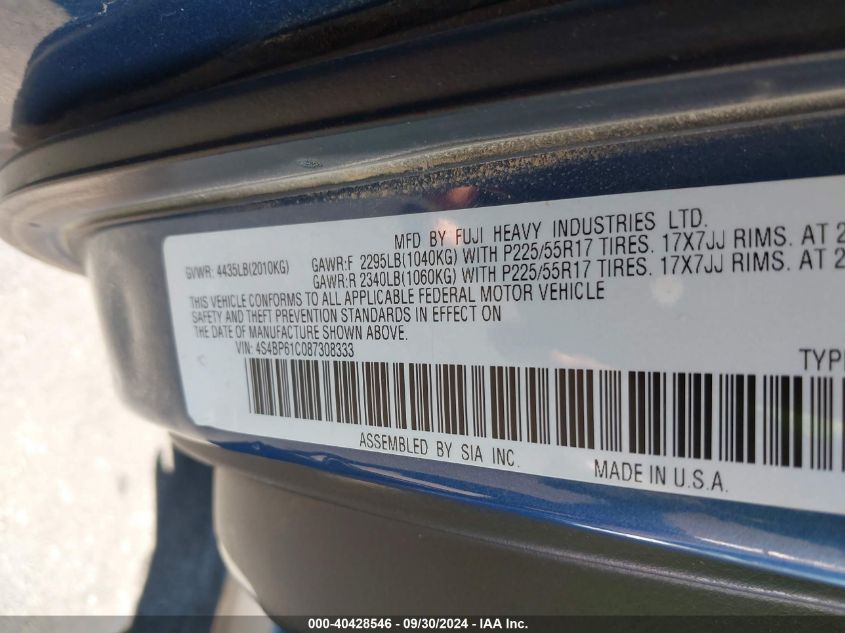 MFD BY FUJI HEAVY INDUSTRIES LTD.
GVWR: 4435LB(2010KG) GAWR:F 2295LB(1040KG) WITH P225/55R17 TIRES. 17X7JJ RIMS. AT 2
GAWR:R 2340LB(1060KG) WITH P225/55R17 TIRES. 17X7JJ RIMS. AT 2
THIS VEHICLE CONFORMS TO ALL APPLICABLE FEDERAL MOTOR VEHICLE
SAFETY AND THEFT PREVENTION STANDARDS IN EFFECT ON
THE DATE OF MANUFACTURE SHOWN ABOVE.
VIN: 4S4BP61C087308333
TYPE
ASSEMBLED BY SIA INC.
MADE IN U.S.A.
000-40428546 - 09/30/2024 - IAA Inc.